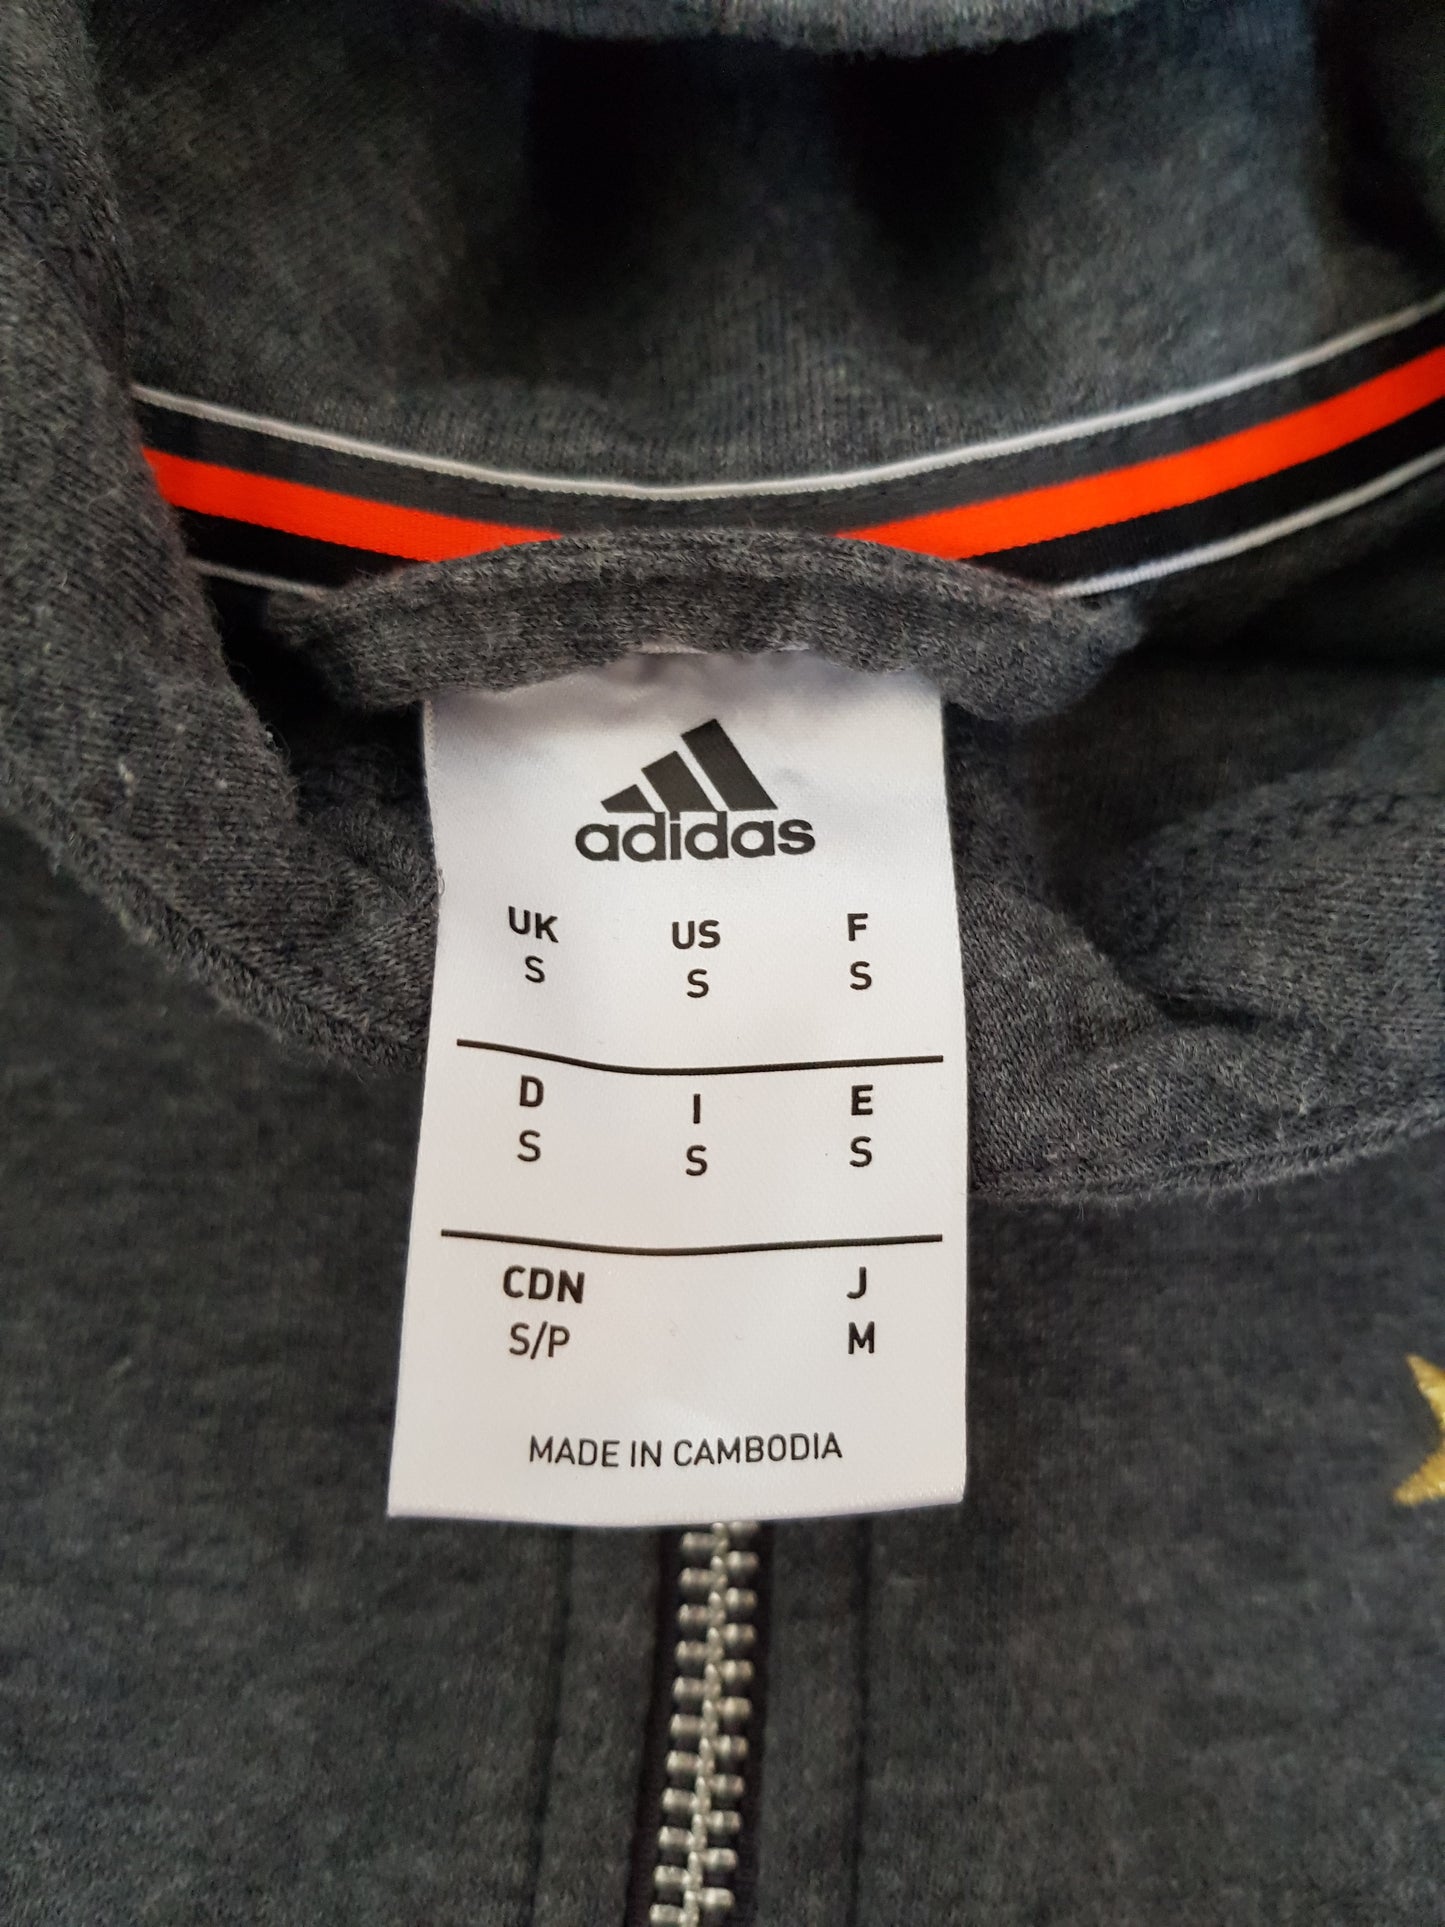 adidas
UK US F
S S S
D I E
S S S
CDN J
S/P M
MADE IN CAMBODIA